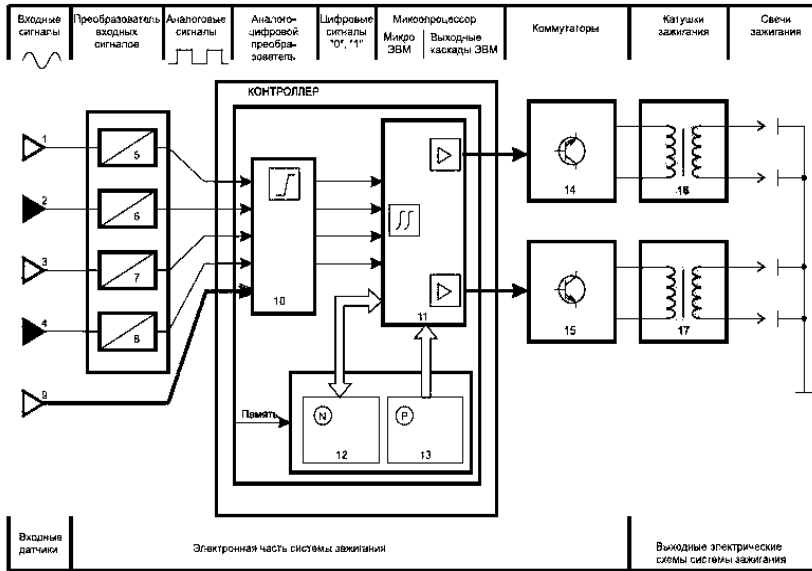 Входные
сигналы
Преобразователь
входных
сигналов
Аналоговые
сигналы
Аналого-
цифровой
преобра-
зователь
Цифровые
сигналы
"0", "1"
Микропроцессор
Микро
ЭВМ
Выходные
каскады ЭВМ
Коммутаторы
Катушки
зажигания
Свечи
зажигания
КОНТРОЛЛЕР
1
5
2
6
3
7
4
8
9
10
11
14
16
15
17
Память
N
12
P
13
Входные
датчики
Электронная часть системы зажигания
Выходные электрические
схемы системы зажигания